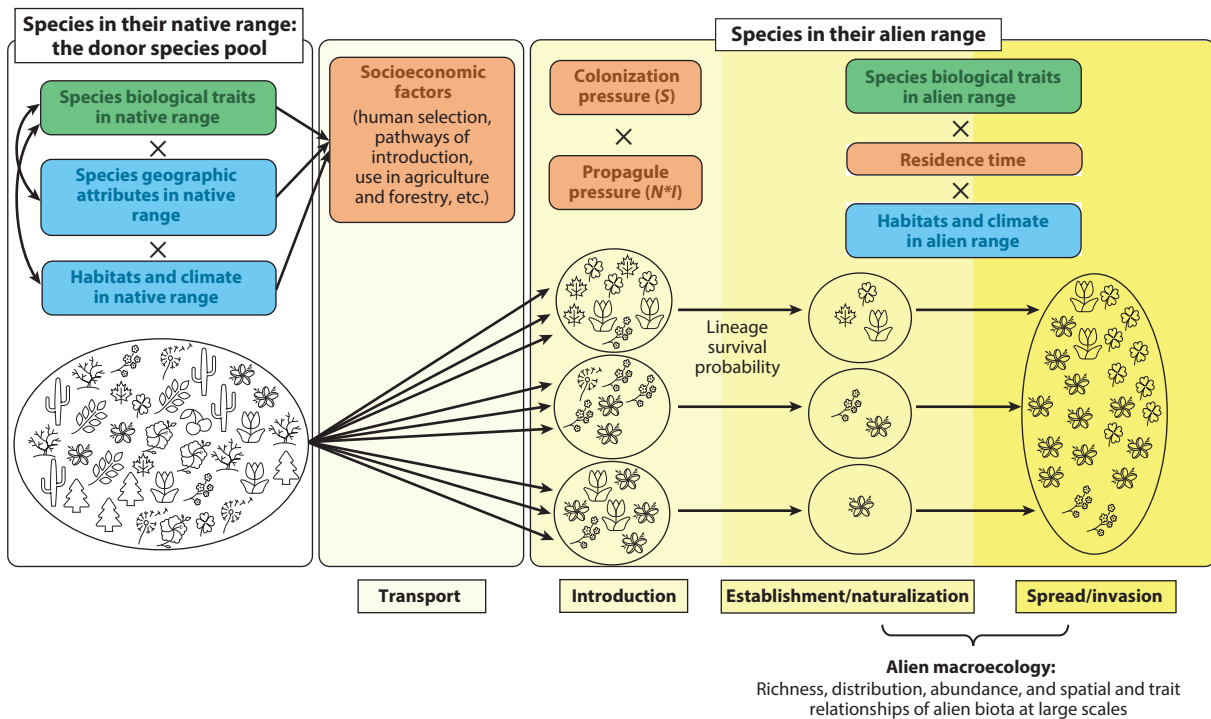 Species in their native range:
the donor species pool
Species biological traits
in native range
×
Species geographic
attributes in native
range
×
Habitats and climate
in native range
Socioeconomic
factors
(human selection,
pathways of
introduction,
use in agriculture
and forestry, etc.)
Species in their alien range
Colonization
pressure (S)
×
Propagule
pressure (N*I)
Species biological traits
in alien range
×
Residence time
×
Habitats and climate
in alien range
Lineage
survival
probability
Transport
Introduction
Establishment/naturalization
Spread/invasion
Alien macroecology:
Richness, distribution, abundance, and spatial and trait
relationships of alien biota at large scales